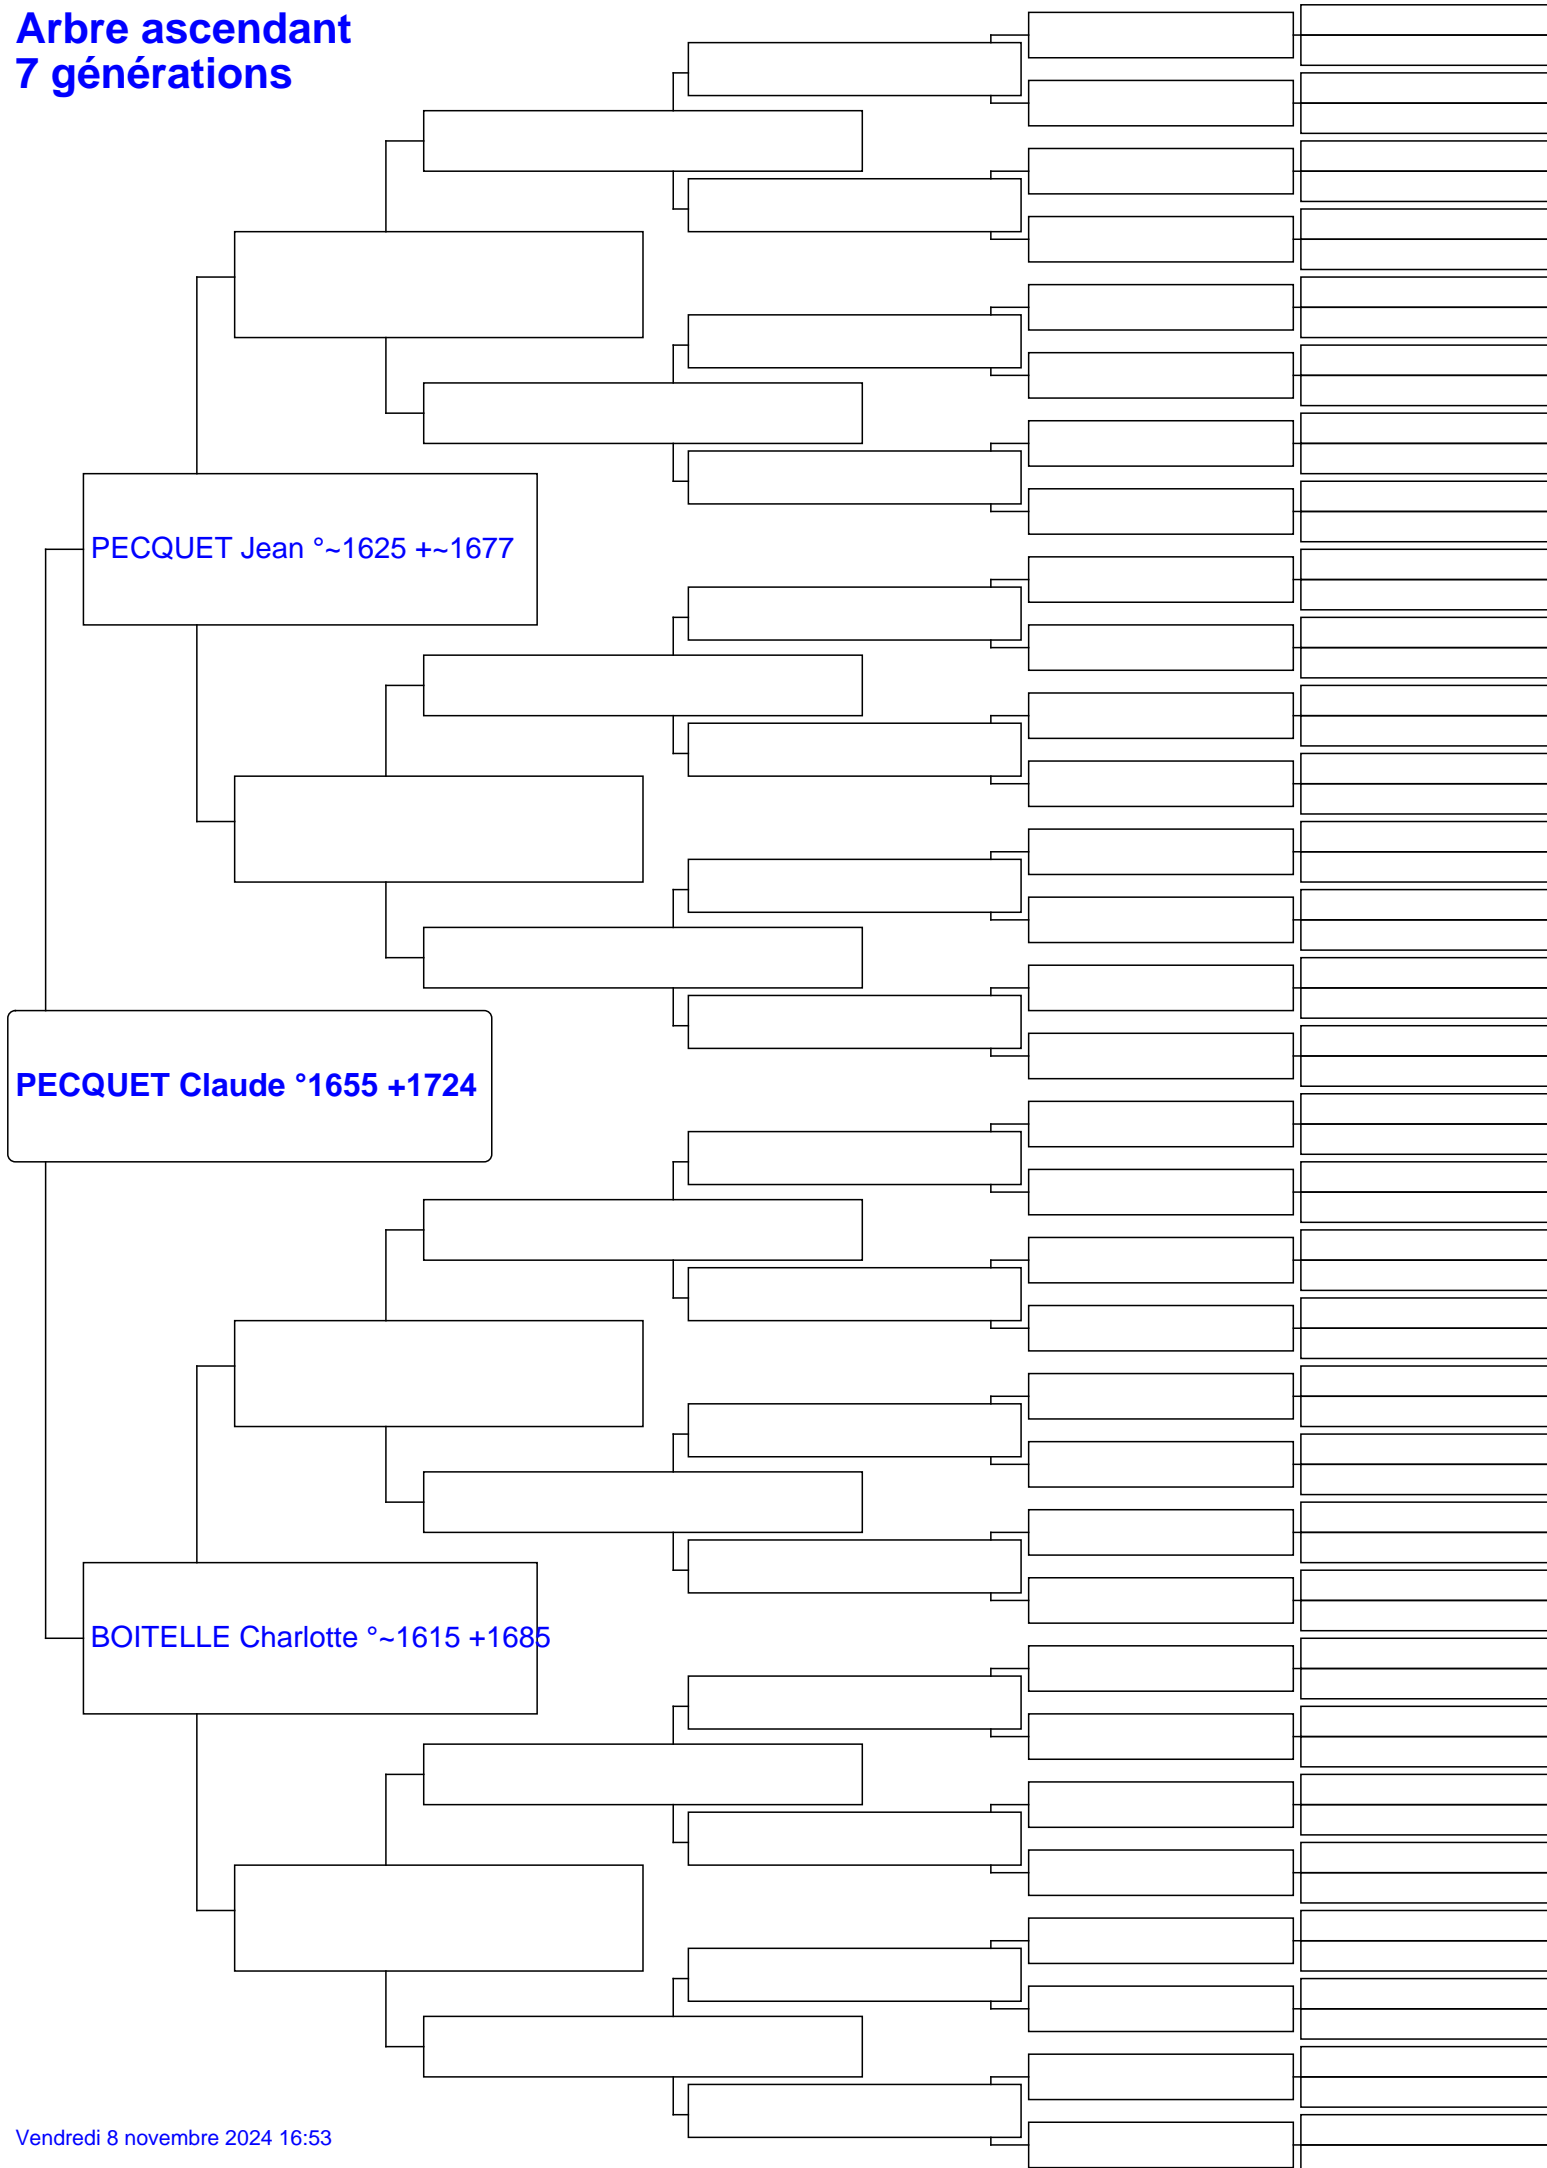 Arbre ascendant
7 générations
PECQUET Jean °~1625 +~1677
PECQUET Claude °1655 +1724
BOITELLE Charlotte °~1615 +1685
Vendredi 8 novembre 2024 16:53